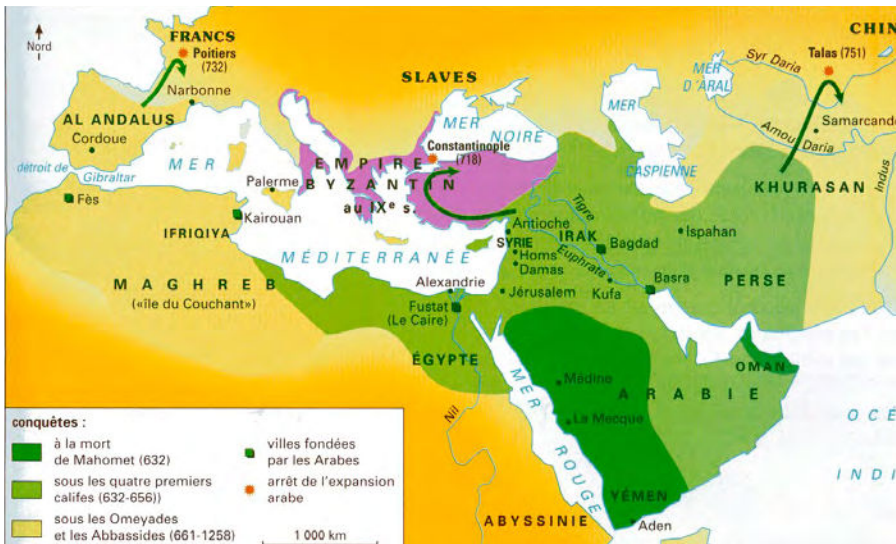 Nord
FRANCS
Poitiers
(732)
Narbonne
AL ANDALUS
Cordoue
détroit de
Gibraltar
Fès
SLAVES
MER
NOIRE
Constantinople
(718)
EMPIRE
BYZANTIN
au IXe s.
MER
CASPIENNE
MER
D'ARAL
Syr Daria
Talas (751)
CHIN
Samarcande
Amou Daria
KHURASAN
Indus
MER
MÉDITERRANÉE
Palerme
Kairouan
IFRIQIYA
MAGHREB
(«île du Couchant»)
Antioche
SYRIE
Homs
Damas
Jérusalem
Tigre
IRAK
Bagdad
Euphrate
Kufa
Basra
Ispahan
PERSE
Alexandrie
Fustat
(Le Caire)
ÉGYPTE
Nil
MER ROUGE
Médine
La Mecque
ARABIE
OMAN
YÉMEN
Aden
ABYSSINIE
OCÉ
INDI
conquêtes :
à la mort
de Mahomet (632)
sous les quatre premiers
califes (632-656))
sous les Omeyades
et les Abbassides (661-1258)
villes fondées
par les Arabes
arrêt de l'expansion
arabe
1 000 km